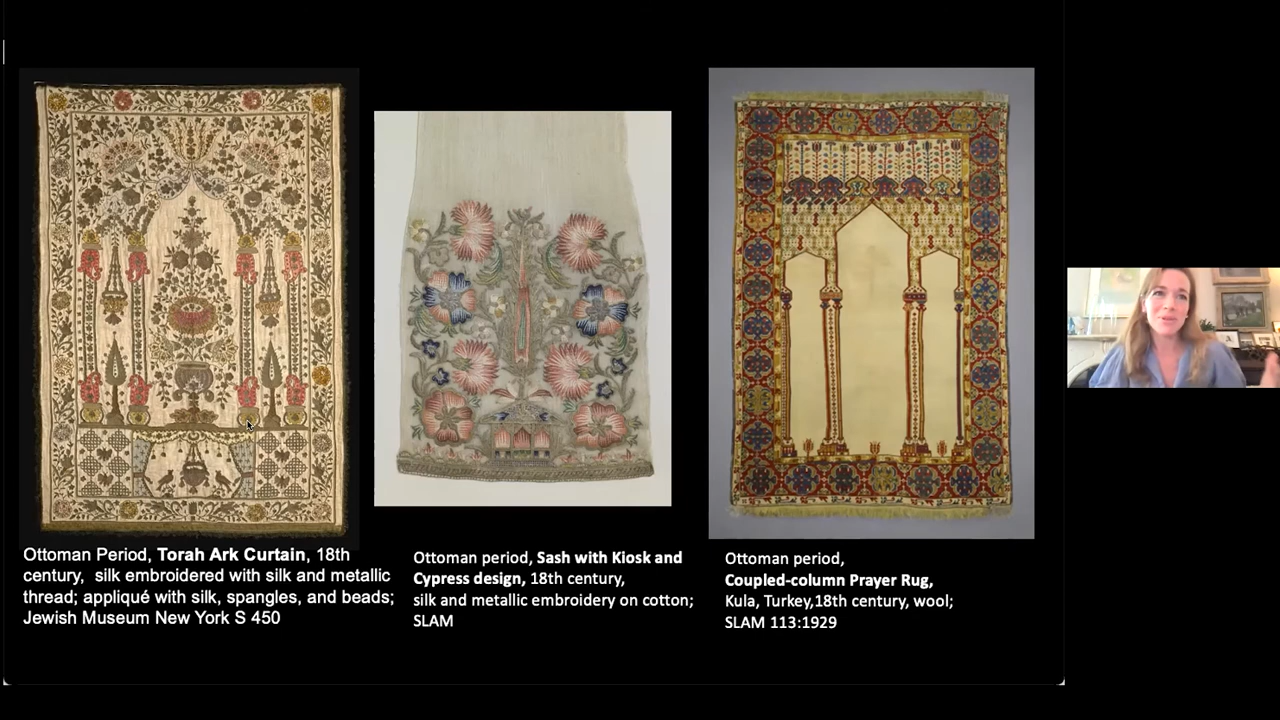 Ottoman Period, Torah Ark Curtain, 18th
century,  silk embroidered with silk and metallic
thread; appliqué with silk, spangles, and beads;
Jewish Museum New York S 450
Ottoman period, Sash with Kiosk and
Cypress design, 18th century,
silk and metallic embroidery on cotton;
SLAM
Ottoman period,
Coupled-column Prayer Rug,
Kula, Turkey,18th century, wool;
SLAM 113:1929